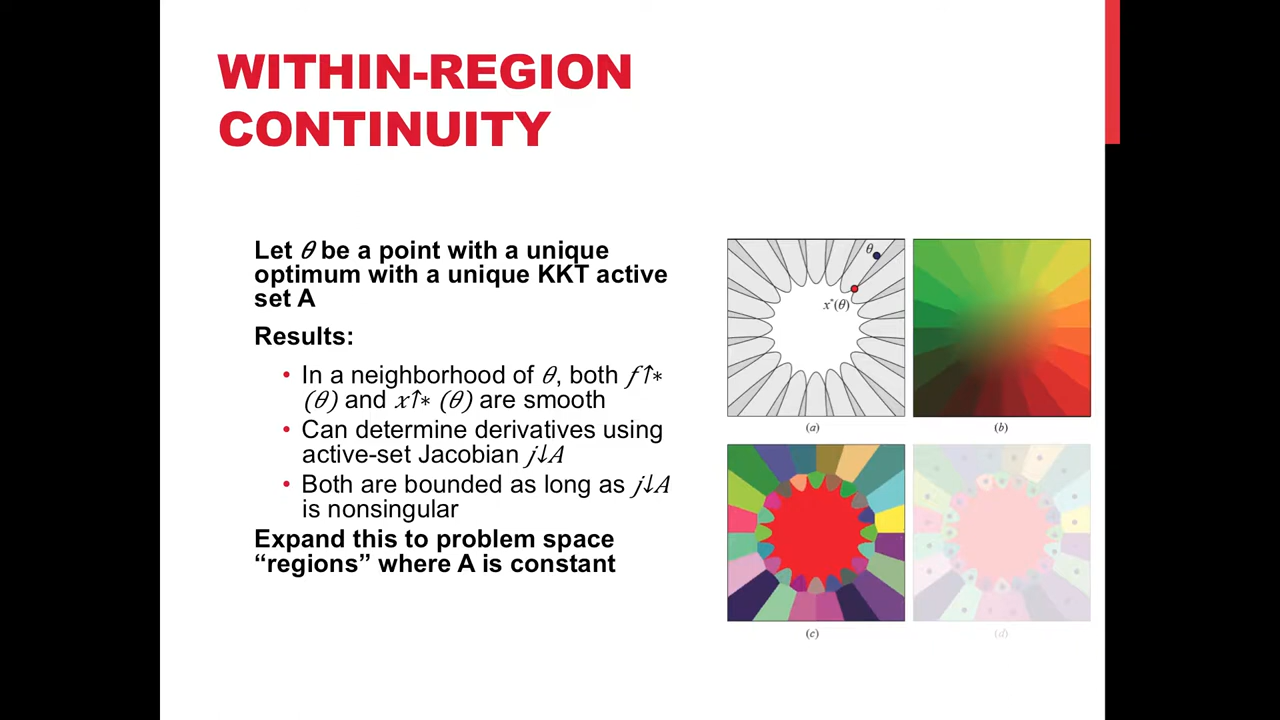 WITHIN-REGION
CONTINUITY
Let θ be a point with a unique
optimum with a unique KKT active
set A
Results:
• In a neighborhood of θ, both f↑∗
(θ) and x↑∗ (θ) are smooth
• Can determine derivatives using
active-set Jacobian j↓A
• Both are bounded as long as j↓A
is nonsingular
Expand this to problem space
“regions” where A is constant
θ
x*(θ)
(a)
(b)
(c)
(d)